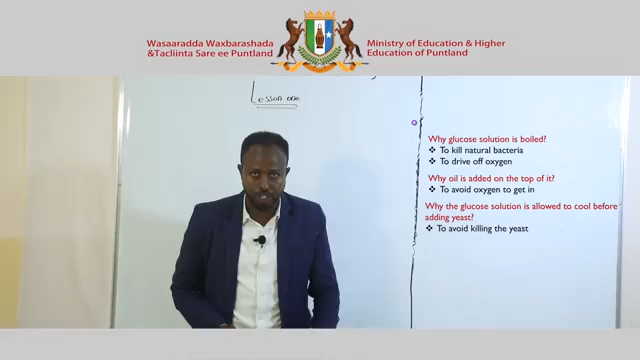 Wasaaradda Waxbarashada
&Tacliinta Sare ee Puntland
Ministry of Education & Higher
Education of Puntland
Lesson one
Why glucose solution is boiled?
❖ To kill natural bacteria
❖ To drive off oxygen
Why oil is added on the top of it?
❖ To avoid oxygen to get in
Why the glucose solution is allowed to cool before
adding yeast?
❖ To avoid killing the yeast